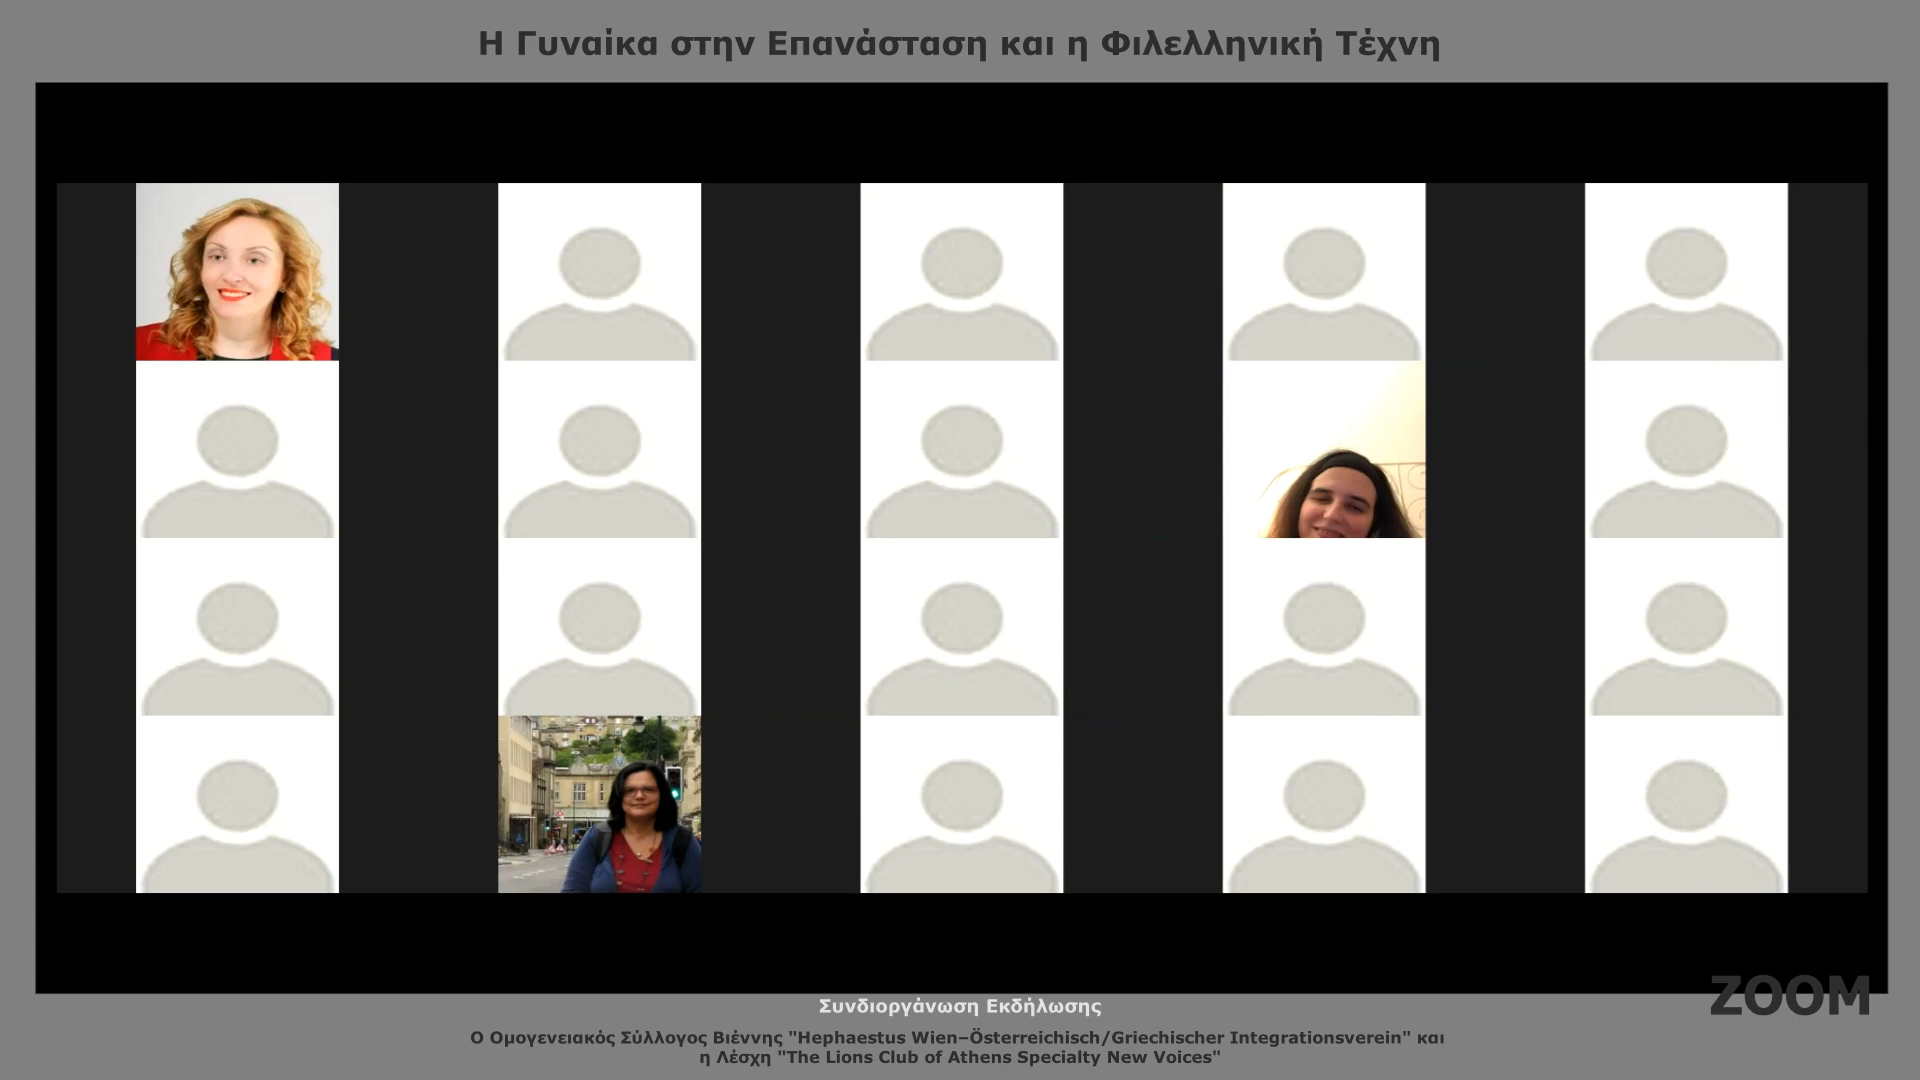 Η Γυναίκα στην Επανάσταση και η Φιλελληνική Τέχνη
ZOOM
Συνδιοργάνωση Εκδήλωσης
Ο Ομογενειακός Σύλλογος Βιέννης "Hephaestus Wien–Österreichisch/Griechischer Integrationsverein" και
η Λέσχη "The Lions Club of Athens Specialty New Voices"